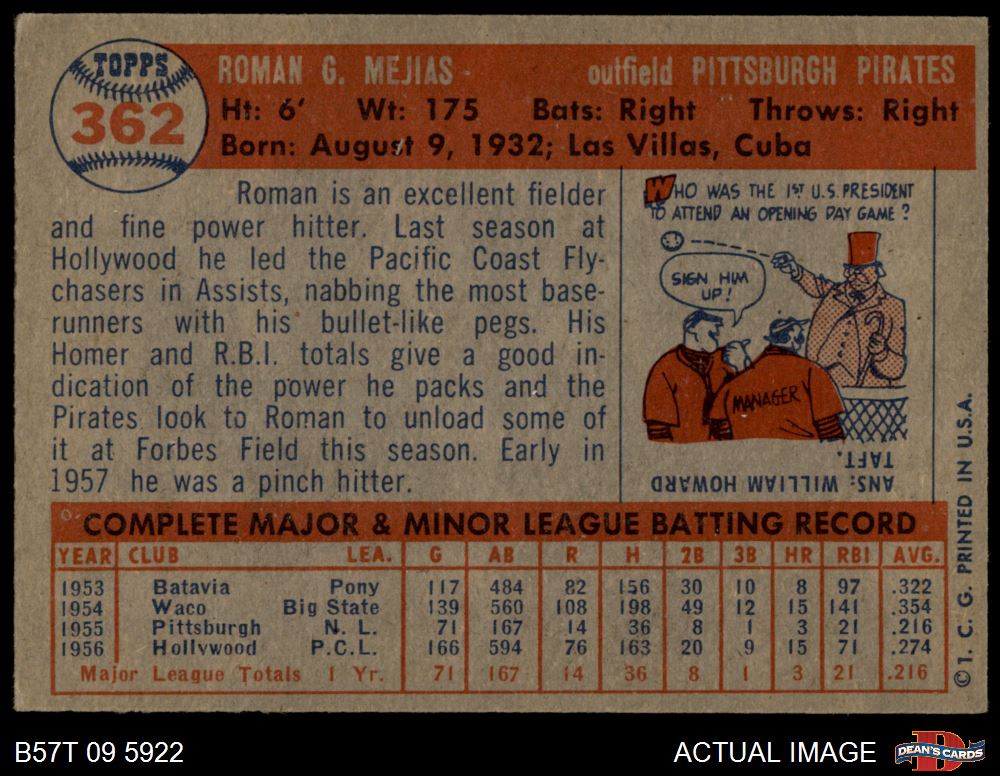 TOPPS
362
ROMAN G. MEJIAS outfield PITTSBURGH PIRATES
Ht: 6' Wt: 175 Bats: Right Throws: Right
Born: August 9, 1932; Las Villas, Cuba
Roman is an excellent fielder
and fine power hitter. Last season at
Hollywood he led the Pacific Coast Fly-
chasers in Assists, nabbing the most base-
runners with his bullet-like pegs. His
Homer and R.B.I. totals give a good in-
dication of the power he packs and the
Pirates look to Roman to unload some of
it at Forbes Field this season. Early in
1957 he was a pinch hitter.
WHO WAS THE 1ST U.S. PRESIDENT
TO ATTEND AN OPENING DAY GAME?
SIGN HIM
UP!
MANAGER
ANS: WILLIAM HOWARD
TAFT.
COMPLETE MAJOR & MINOR LEAGUE BATTING RECORD
YEAR CLUB LEA. G AB R H 2B 3B HR RBI AVG.
1953 Batavia Pony 117 484 82 156 30 10 8 97 .322
1954 Waco Big State 139 560 108 198 49 12 15 141 .354
1955 Pittsburgh N. L. 71 167 14 36 8 1 3 21 .216
1956 Hollywood P.C.L. 166 594 76 163 20 9 15 71 .274
Major League Totals 1 Yr. 71 167 14 36 8 1 3 21 .216
© T. C. G. PRINTED IN U.S.A.
B57T 09 5922 ACTUAL IMAGE D DEAN'S CARDS